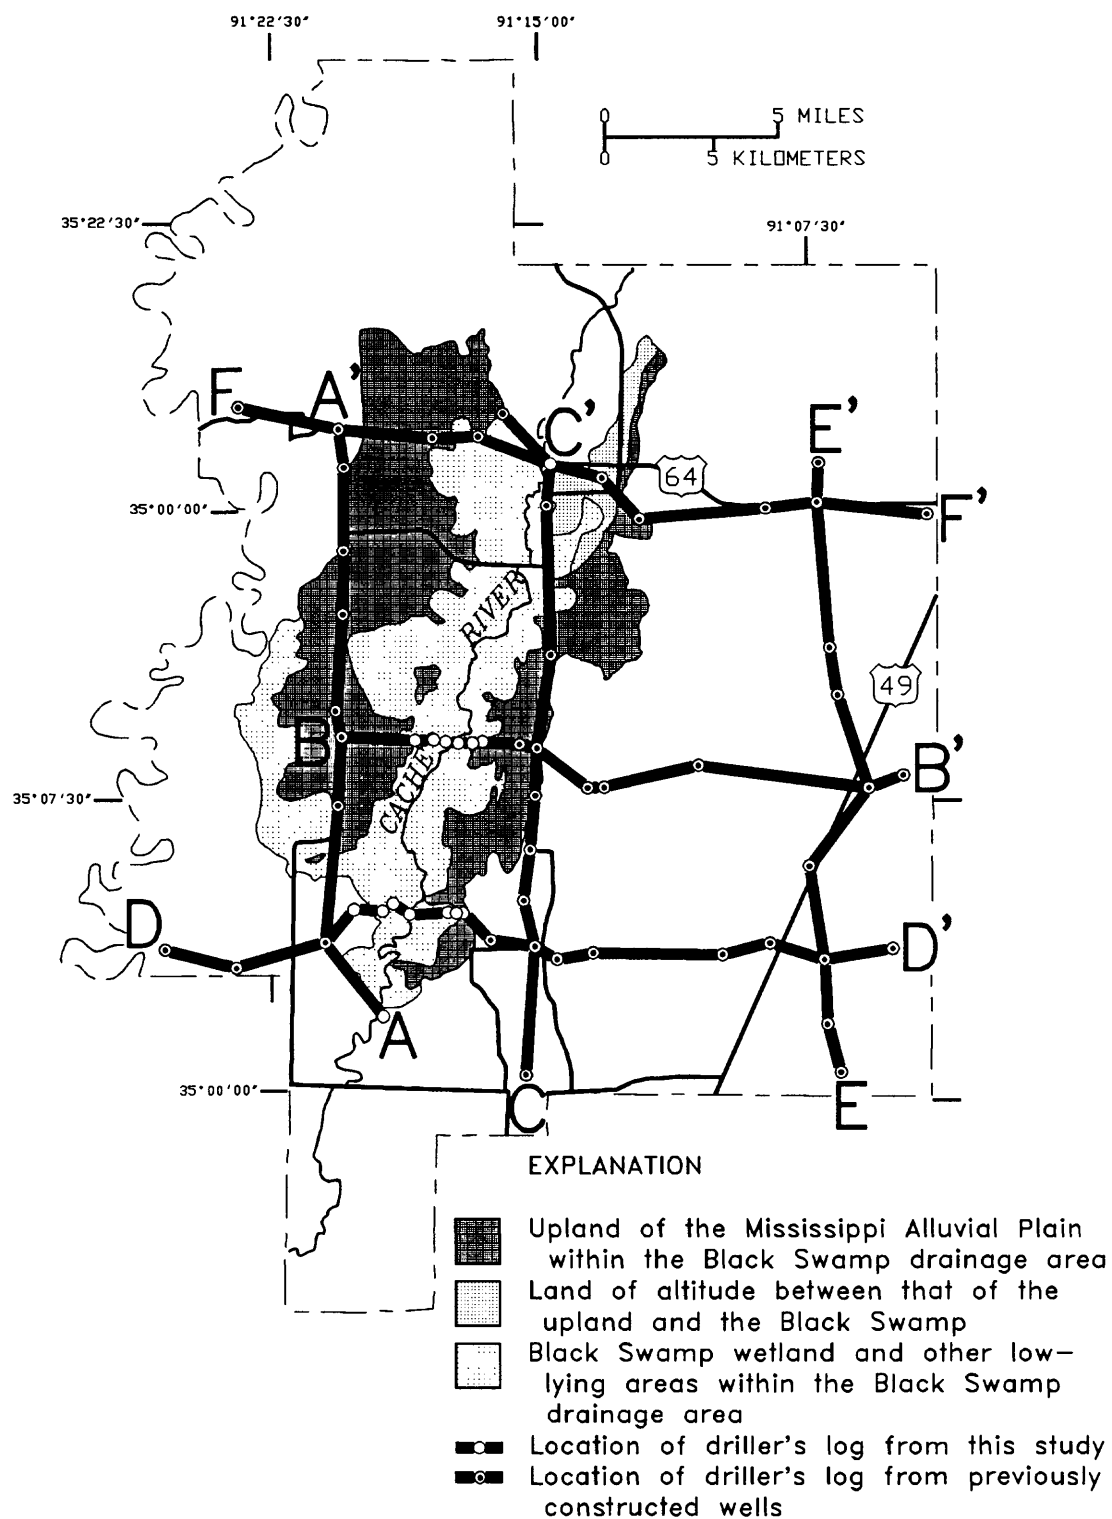 91°22'30" 91°15'00"
0 5 MILES
0 5 KILOMETERS
35°22'30"
91°07'30"
F A' C' E'
64
35°00'00" F'
RIVER
49
B B'
35°07'30"
CACHE
D D'
A
35°00'00"
C E
EXPLANATION
Upland of the Mississippi Alluvial Plain
within the Black Swamp drainage area
Land of altitude between that of the
upland and the Black Swamp
Black Swamp wetland and other low-
lying areas within the Black Swamp
drainage area
Location of driller's log from this study
Location of driller's log from previously
constructed wells